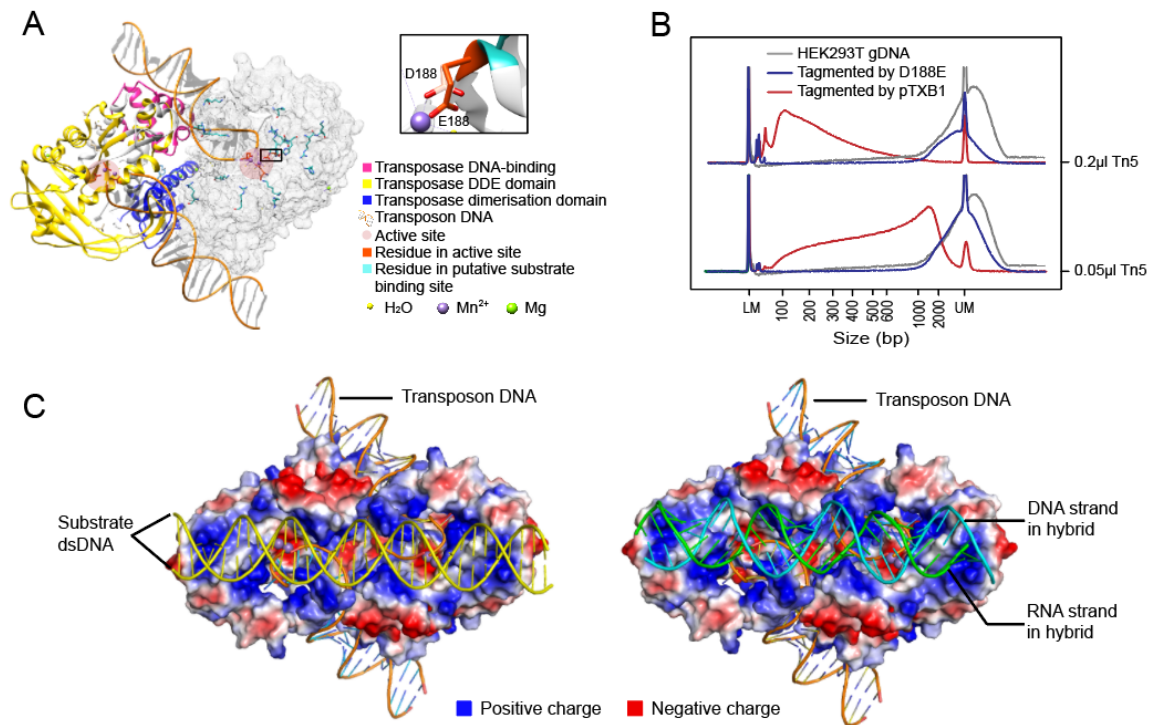 A
D188
E188
Transposase DNA-binding
Transposase DDE domain
Transposase dimerisation domain
Transposon DNA
Active site
Residue in active site
Residue in putative substrate
binding site
H₂O
Mn²⁺
Mg
B
HEK293T gDNA
Tagmented by D188E
Tagmented by pTXB1
0.2µl Tn5
0.05µl Tn5
LM
100
200
300
400
500
600
1000
2000
UM
Size (bp)
C
Transposon DNA
Substrate
dsDNA
Transposon DNA
DNA strand
in hybrid
RNA strand
in hybrid
Positive charge
Negative charge